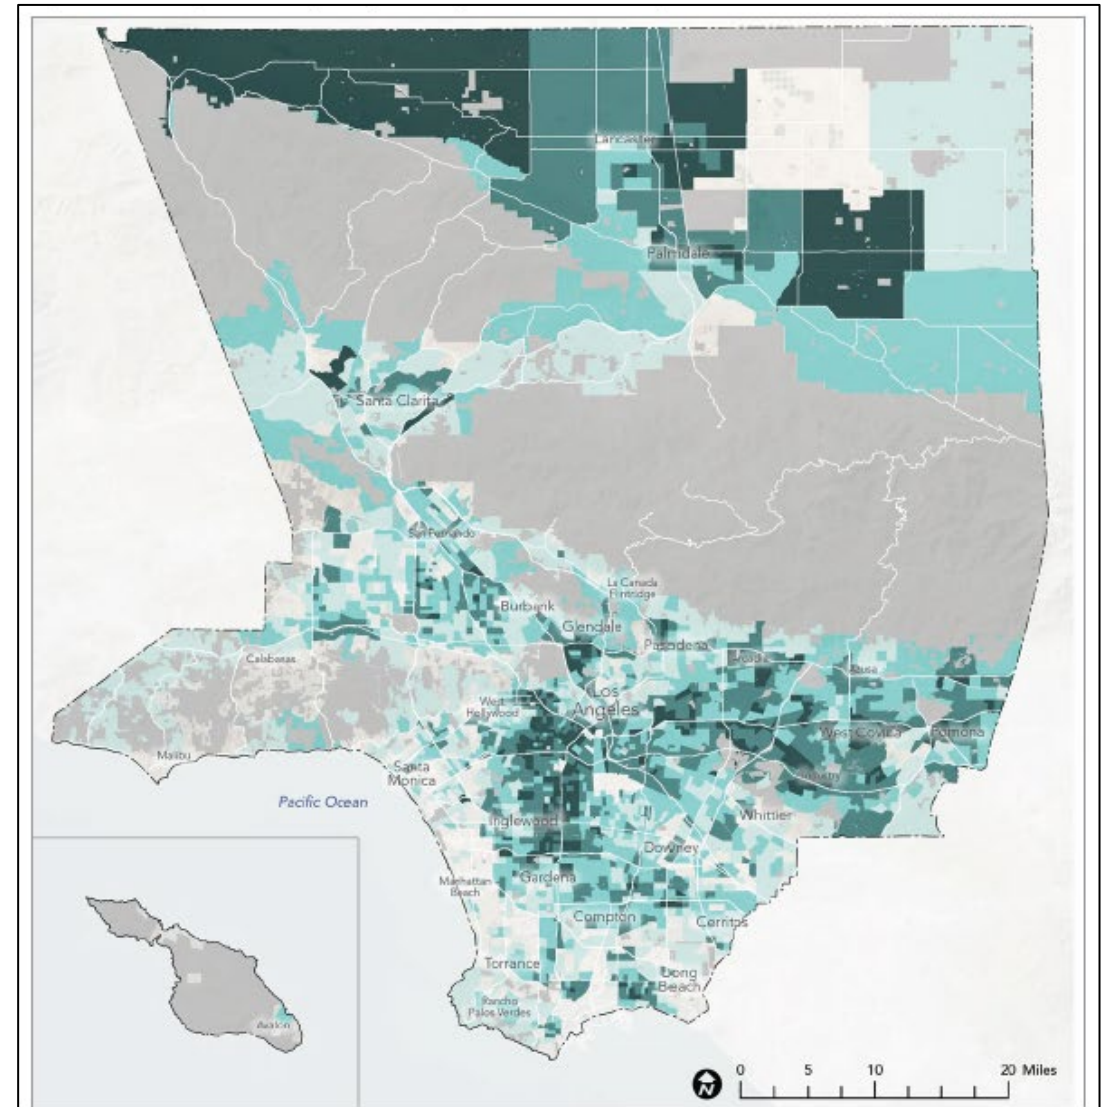 Lancaster
Palmdale
Santa Clarita
San Fernando
La Canada
Flintridge
Burbank
Glendale
Pasadena
Arcadia
Azusa
Calabasas
West
Hollywood
Los
Angeles
West Covina
Pomona
Malibu
Santa
Monica
Industry
Pacific Ocean
Inglewood
Whittier
Downey
Manhattan
Beach
Gardena
Compton
Cerritos
Torrance
Long
Beach
Rancho
Palos Verdes
Avalon
0 5 10 20 Miles
N